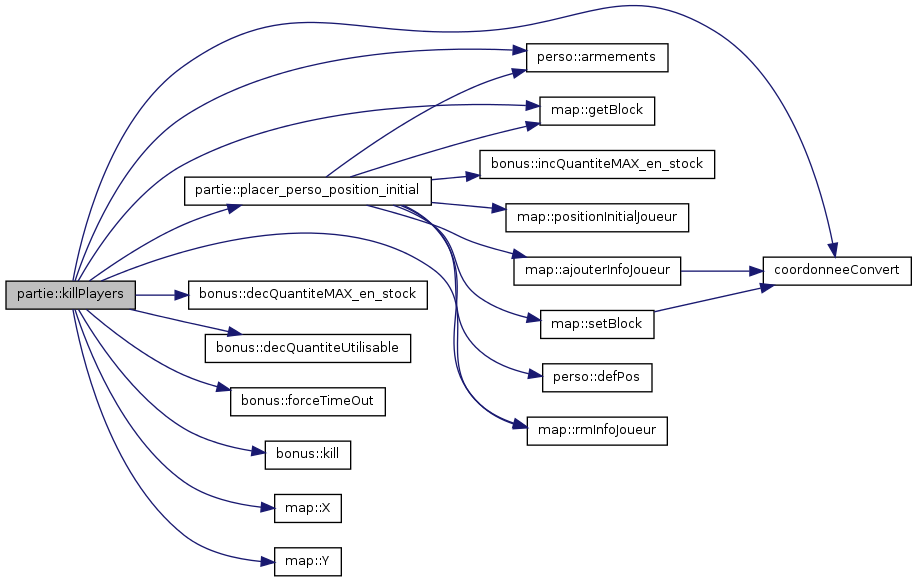 perso::armements
map::getBlock
bonus::incQuantiteMAX_en_stock
partie::placer_perso_position_initial
map::positionInitialJoueur
map::ajouterInfoJoueur
coordonneeConvert
partie::killPlayers
bonus::decQuantiteMAX_en_stock
map::setBlock
bonus::decQuantiteUtilisable
perso::defPos
bonus::forceTimeOut
map::rmInfoJoueur
bonus::kill
map::X
map::Y